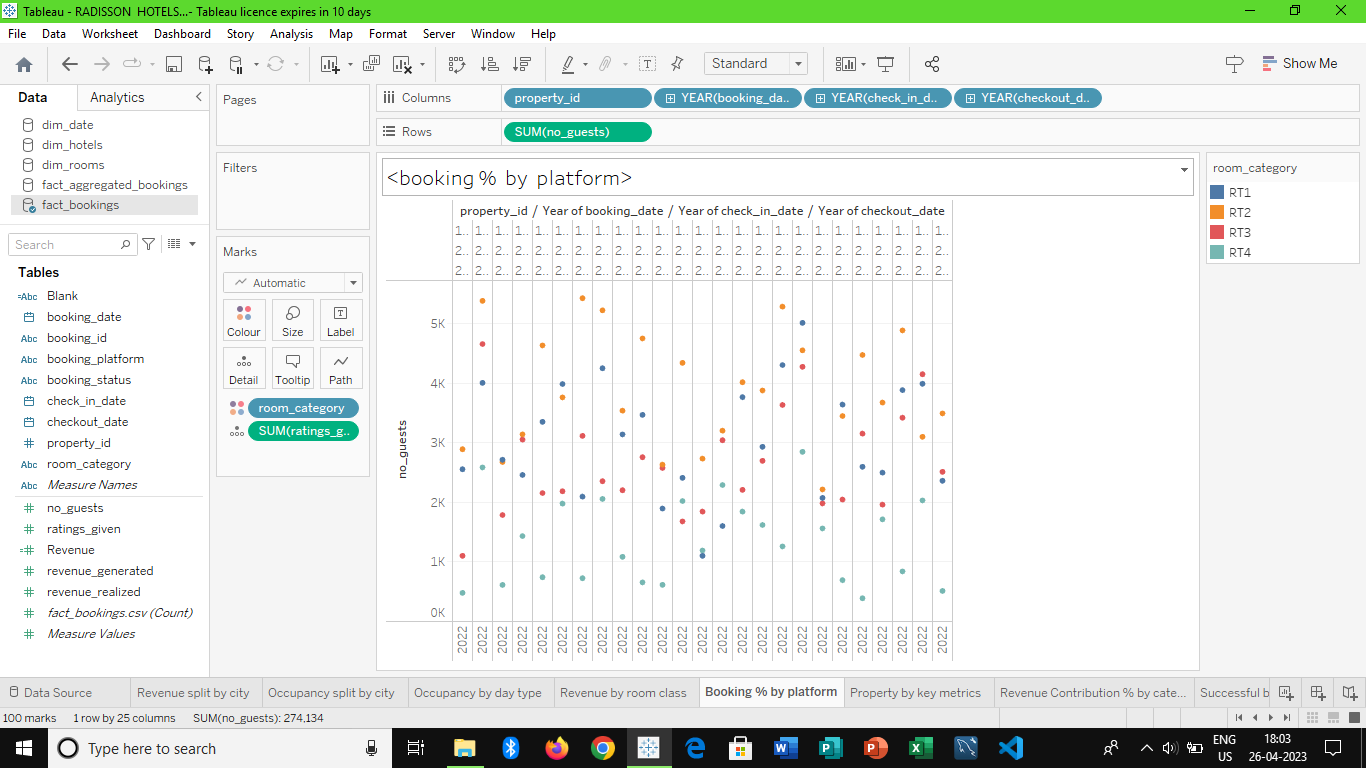 Tableau - RADISSON HOTELS...- Tableau licence expires in 10 days
File Data Worksheet Dashboard Story Analysis Map Format Server Window Help
Standard Show Me
Data Analytics
dim_date
dim_hotels
dim_rooms
fact_aggregated_bookings
fact_bookings
Search
Tables
=Abc Blank
booking_date
Abc booking_id
Abc booking_platform
Abc booking_status
check_in_date
checkout_date
# property_id
Abc room_category
Abc Measure Names
# no_guests
# ratings_given
=# Revenue
# revenue_generated
# revenue_realized
# fact_bookings.csv (Count)
# Measure Values
Pages
Filters
Marks
Automatic
Colour Size Label
Detail Tooltip Path
room_category
SUM(ratings_g..
Columns property_id YEAR(booking_da.. YEAR(check_in_d.. YEAR(checkout_d..
Rows SUM(no_guests)
<booking % by platform>
property_id / Year of booking_date / Year of check_in_date / Year of checkout_date
1.. 1.. 1.. 1.. 1.. 1.. 1.. 1.. 1.. 1.. 1.. 1.. 1.. 1.. 1.. 1.. 1.. 1.. 1.. 1.. 1.. 1.. 1.. 1.. 1..
2.. 2.. 2.. 2.. 2.. 2.. 2.. 2.. 2.. 2.. 2.. 2.. 2.. 2.. 2.. 2.. 2.. 2.. 2.. 2.. 2.. 2.. 2.. 2.. 2..
2.. 2.. 2.. 2.. 2.. 2.. 2.. 2.. 2.. 2.. 2.. 2.. 2.. 2.. 2.. 2.. 2.. 2.. 2.. 2.. 2.. 2.. 2.. 2.. 2..
5K
4K
3K
2K
1K
0K
no_guests
2022 2022 2022 2022 2022 2022 2022 2022 2022 2022 2022 2022 2022 2022 2022 2022 2022 2022 2022 2022 2022 2022 2022 2022 2022
room_category
RT1
RT2
RT3
RT4
Data Source Revenue split by city Occupancy split by city Occupancy by day type Revenue by room class Booking % by platform Property by key metrics Revenue Contribution % by cate... Successful b
100 marks 1 row by 25 columns SUM(no_guests): 274,134
Type here to search
ENG
US
18:03
26-04-2023